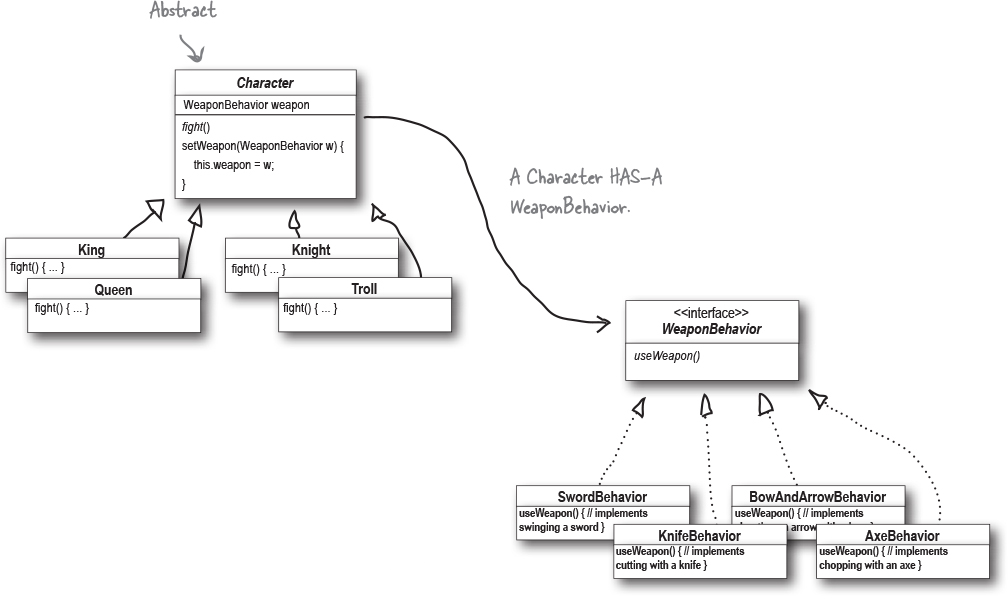 Abstract
Character
WeaponBehavior weapon
fight()
setWeapon(WeaponBehavior w) {
this.weapon = w;
}
A Character HAS-A
WeaponBehavior.
King
fight() { ... }
Queen
fight() { ... }
Knight
fight() { ... }
Troll
fight() { ... }
<<interface>>
WeaponBehavior
useWeapon()
SwordBehavior
useWeapon() { // implements
swinging a sword }
KnifeBehavior
useWeapon() { // implements
cutting with a knife }
BowAndArrowBehavior
useWeapon() { // implements
arrow
AxeBehavior
useWeapon() { // implements
chopping with an axe }